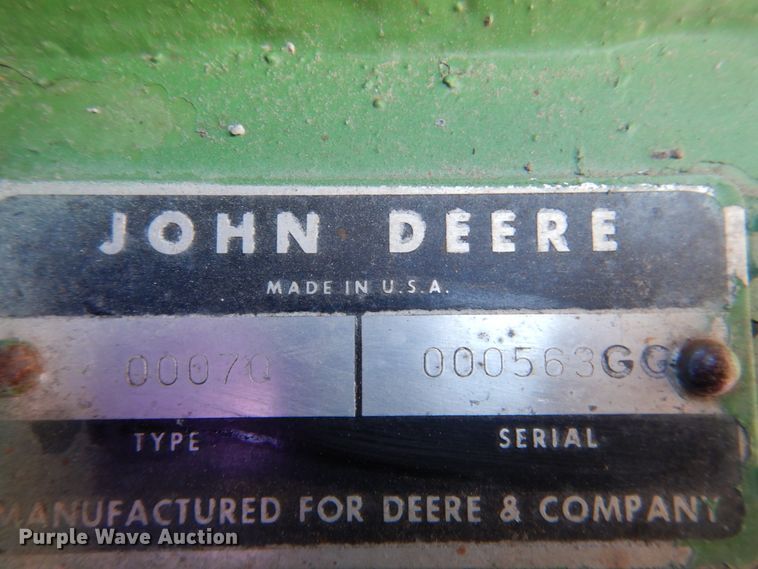 JOHN DEERE
MADE IN U.S.A.
00070 000563GG
TYPE SERIAL
MANUFACTURED FOR DEERE & COMPANY
Purple Wave Auction